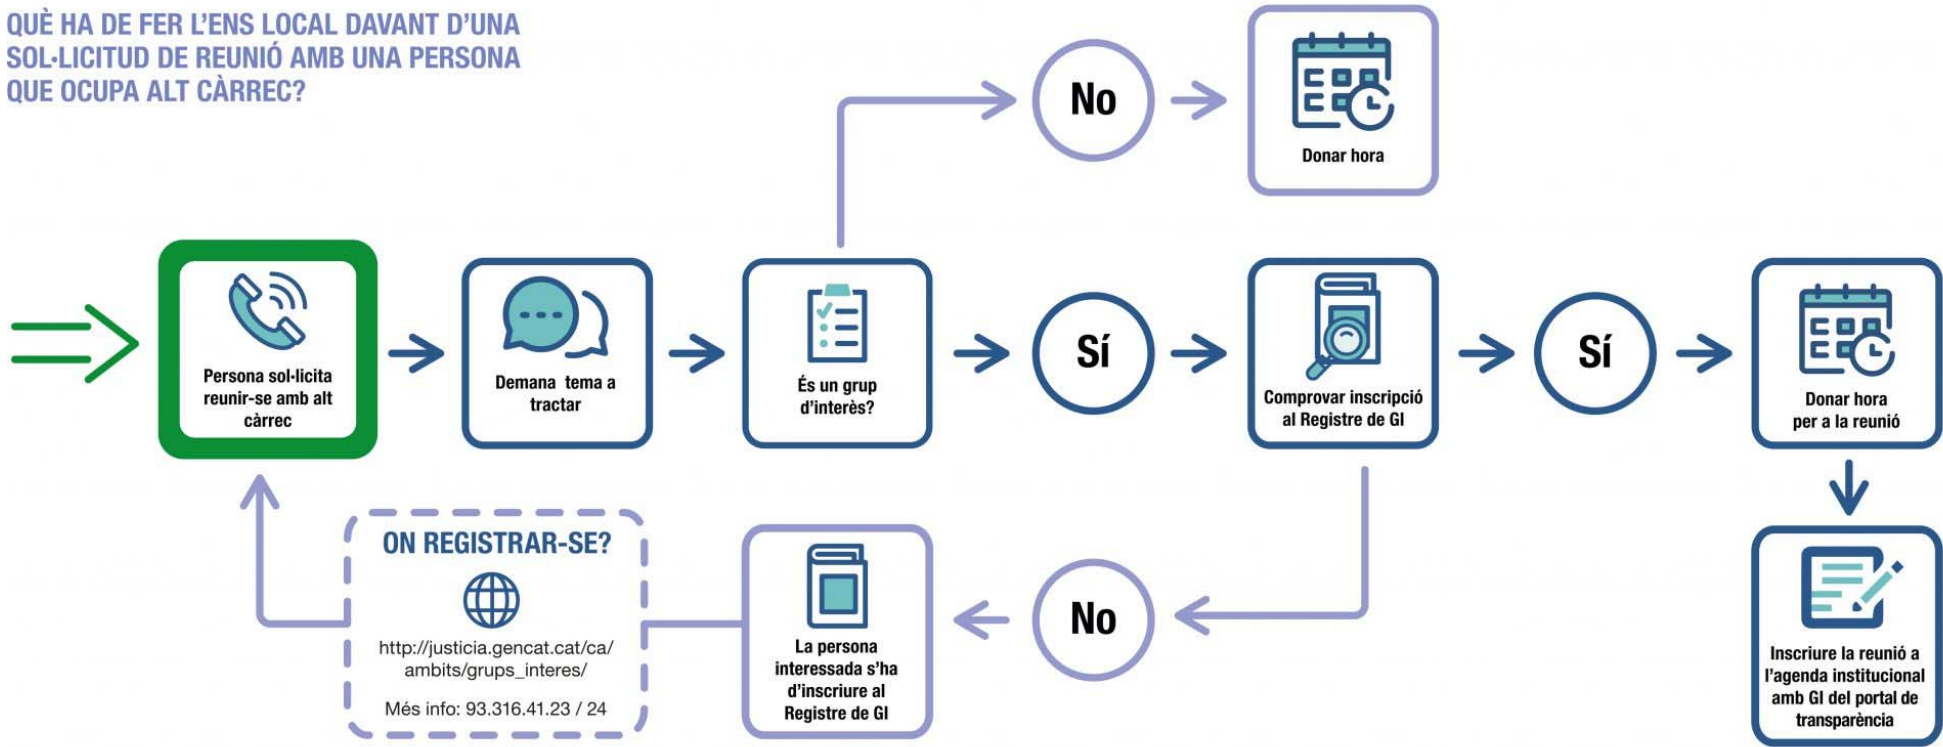 QUÈ HA DE FER L'ENS LOCAL DAVANT D'UNA
SOL·LICITUD DE REUNIÓ AMB UNA PERSONA
QUE OCUPA ALT CÀRREC?
No
Donar hora
Persona sol·licita
reunir-se amb alt
càrrec
Demana tema a
tractar
És un grup
d'interès?
Sí
Comprovar inscripció
al Registre de GI
Sí
Donar hora
per a la reunió
ON REGISTRAR-SE?
http://justicia.gencat.cat/ca/
ambits/grups_interes/
Més info: 93.316.41.23 / 24
La persona
interessada s'ha
d'inscriure al
Registre de GI
No
Inscriure la reunió a
l'agenda institucional
amb GI del portal de
transparència